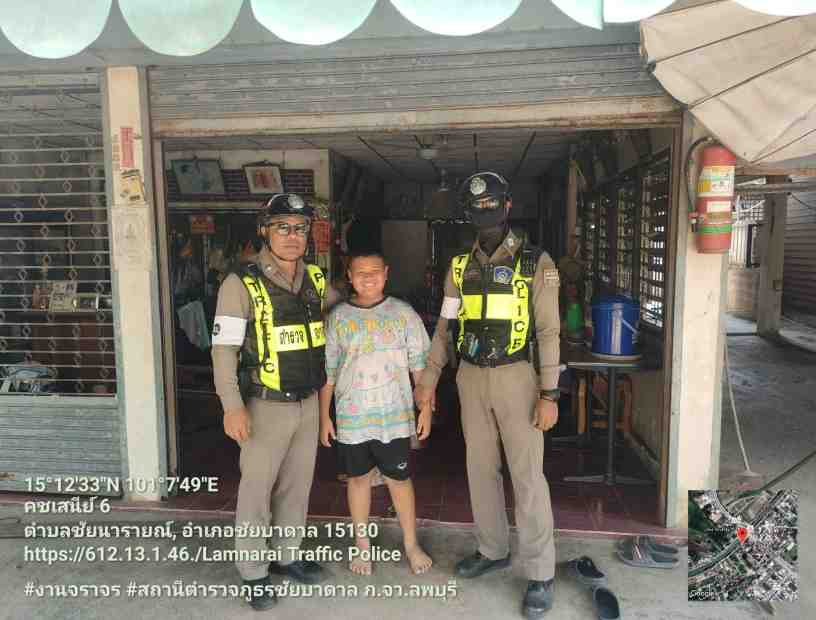 TRAFFIC
ตำรวจ
POLICE
15°12'33"N 101°7'49"E
คชเสนีย์ 6
ตำบลชัยนารายณ์, อำเภอชัยบาดาล 15130
https://612.13.1.46./Lamnarai Traffic Police
#งานจราจร #สถานีตำรวจภูธรชัยบาดาล ภ.จว.ลพบุรี
Google